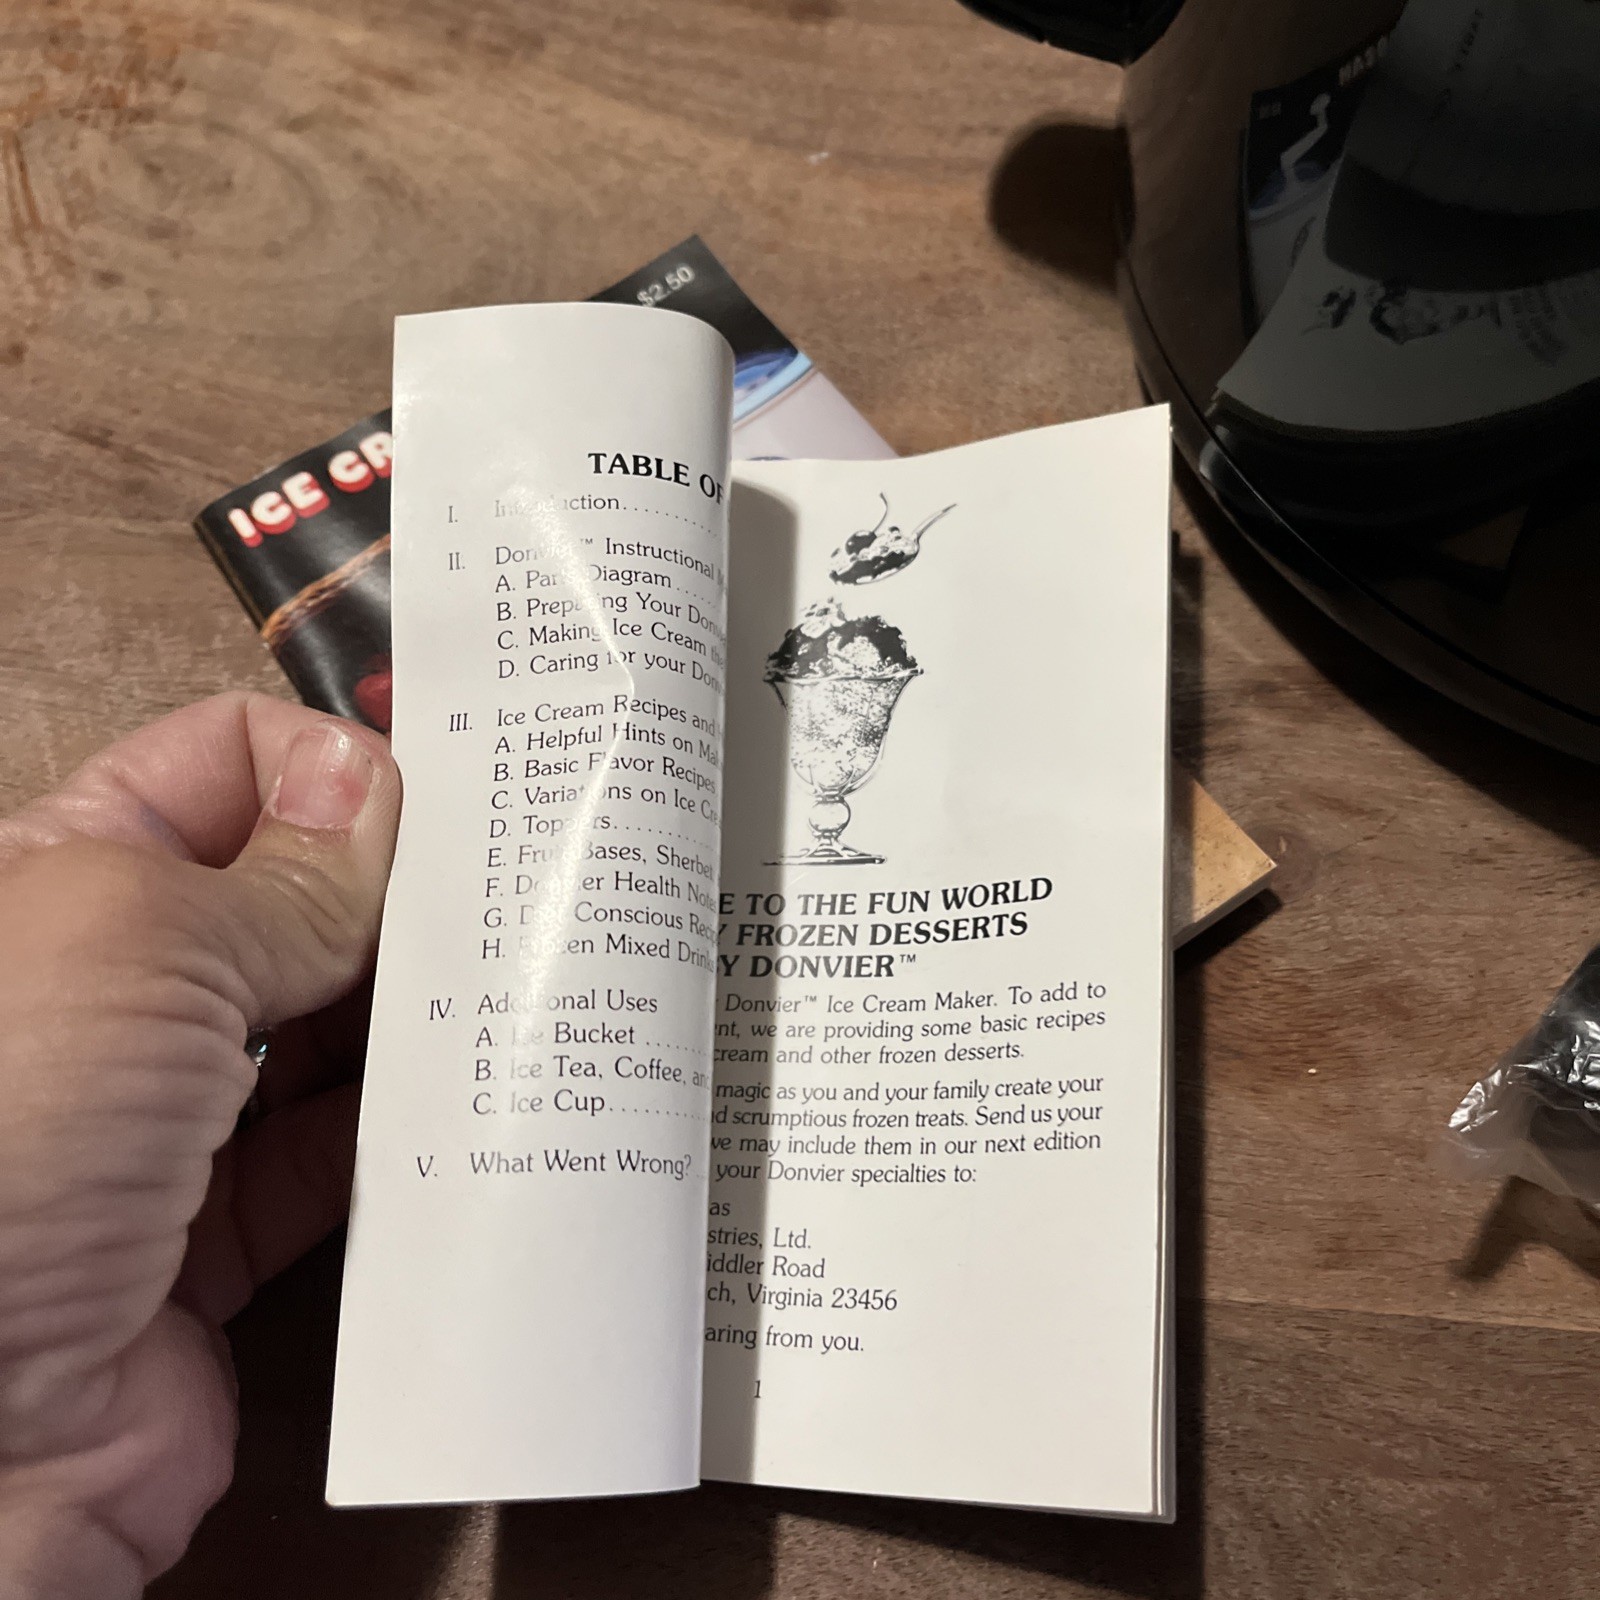 $2.50
ICE CR
TABLE OF
I. Introduction
II. Donvier™ Instructional
A. Parts Diagram
B. Preparing Your Don
C. Making Ice Cream the
D. Caring for your Don
III. Ice Cream Recipes and
A. Helpful Hints on Ma
B. Basic Flavor Recipes
C. Variations on Ice Cre
D. Toppers
E. Fruit Bases, Sherbet
F. Donvier Health Note
G. Diet Conscious Reci
H. Frozen Mixed Drink
IV. Additional Uses
A. Ice Bucket
B. Ice Tea, Coffee, an
C. Ice Cup
V. What Went Wrong?
E TO THE FUN WORLD
Y FROZEN DESSERTS
Y DONVIER™
Donvier™ Ice Cream Maker. To add to
nt, we are providing some basic recipes
cream and other frozen desserts.
magic as you and your family create your
d scrumptious frozen treats. Send us your
we may include them in our next edition
your Donvier specialties to:
as
stries, Ltd.
iddler Road
ch, Virginia 23456
aring from you.
1